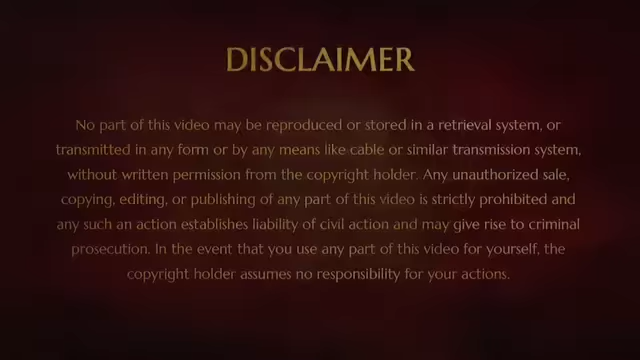 DISCLAIMER
No part of this video may be reproduced or stored in a retrieval system, or
transmitted in any form or by any means like cable or similar transmission system,
without written permission from the copyright holder. Any unauthorized sale,
copying, editing, or publishing of any part of this video is strictly prohibited and
any such an action establishes liability of civil action and may give rise to criminal
prosecution. In the event that you use any part of this video for yourself, the
copyright holder assumes no responsibility for your actions.